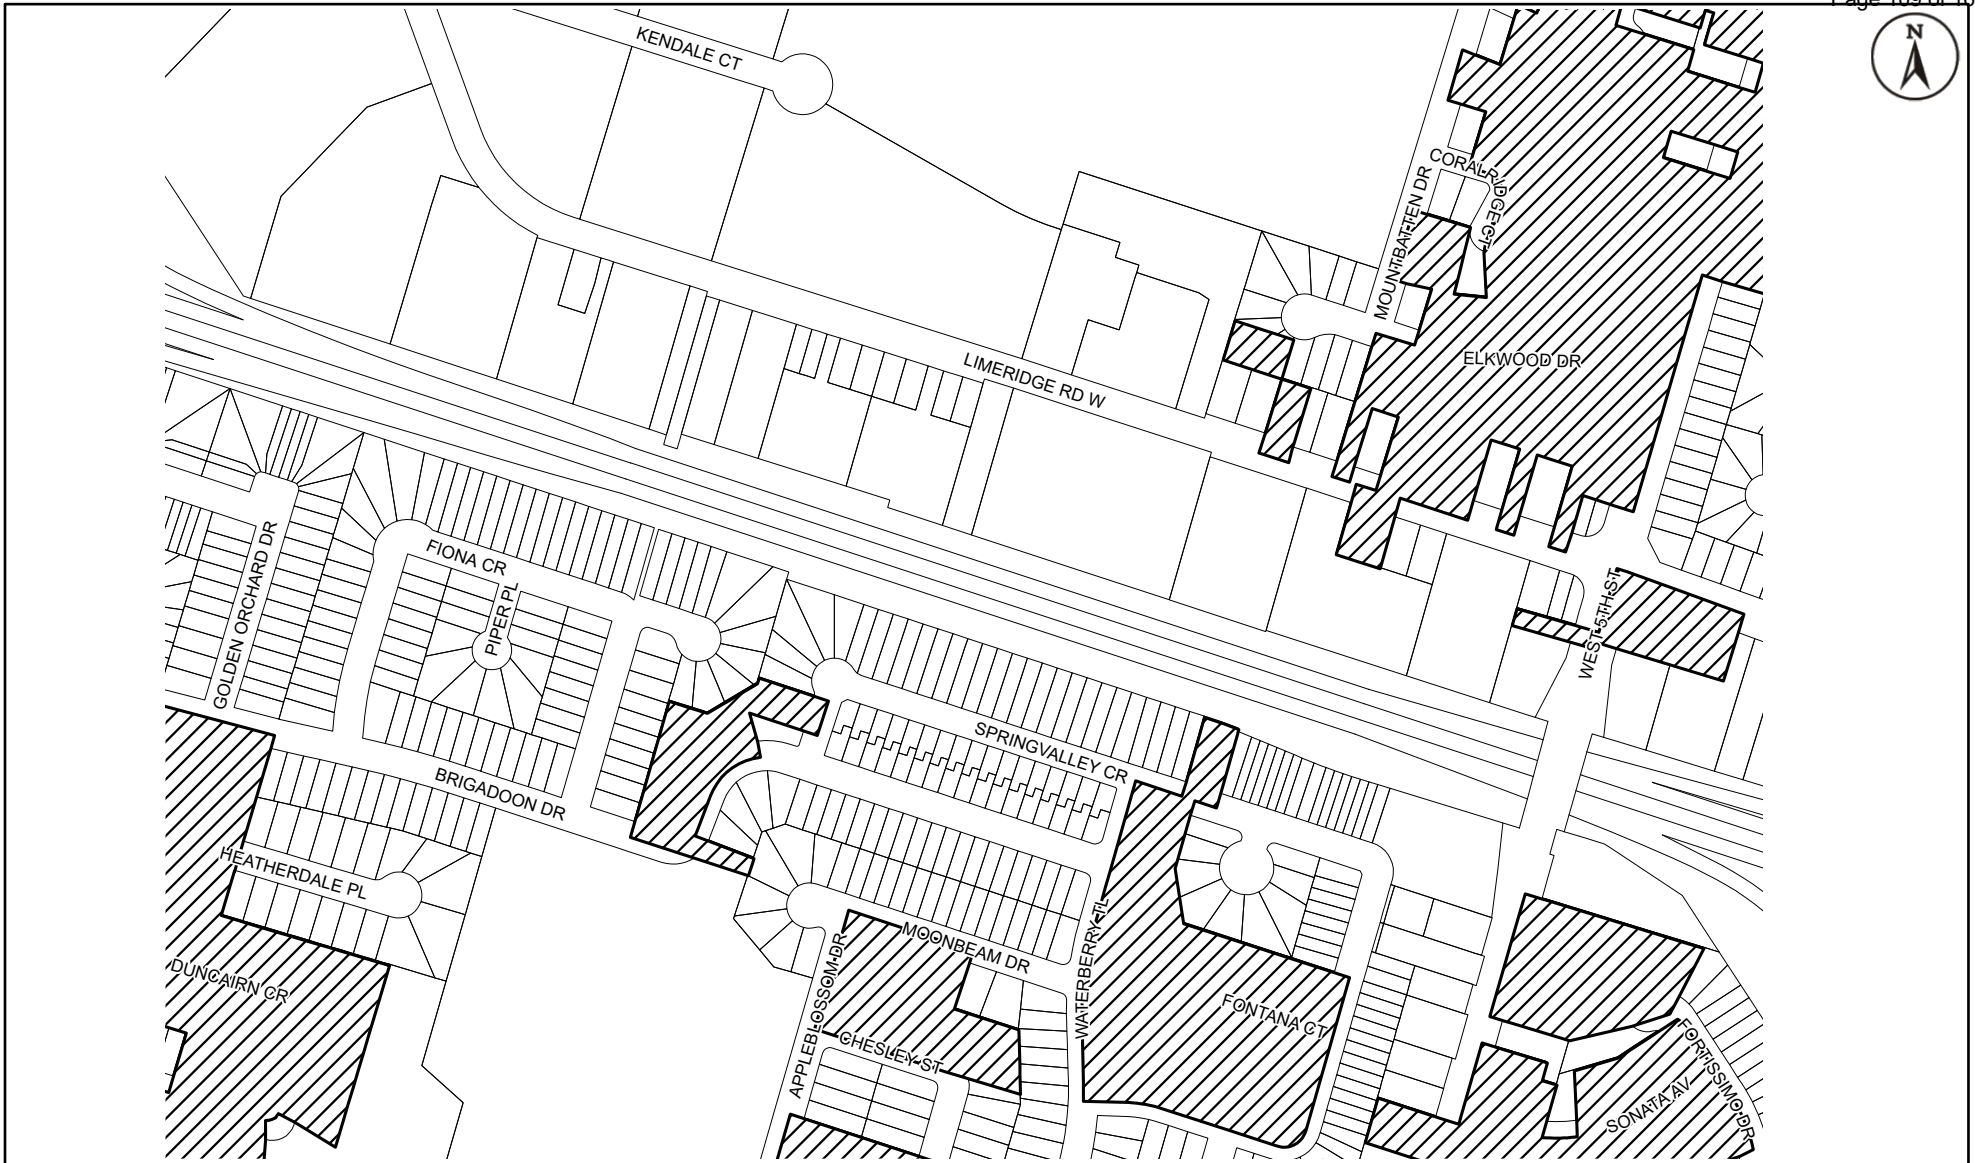 N
KENDALE CT
CORALRIDGE CT
MOUNTBATTEN DR
LIMERIDGE RD W
ELKWOOD DR
FIONA CR
PIPER PL
GOLDEN ORCHARD DR
WEST 5TH ST
SPRINGVALLEY CR
BRIGADOON DR
HEATHERDALE PL
MOONBEAM DR
WATERBERRY TL
APPLEBLOSSOM DR
DUNCAIRN CR
FONTANA CT
CHESLEY ST
FORTISSIMO DR
SONATA AV